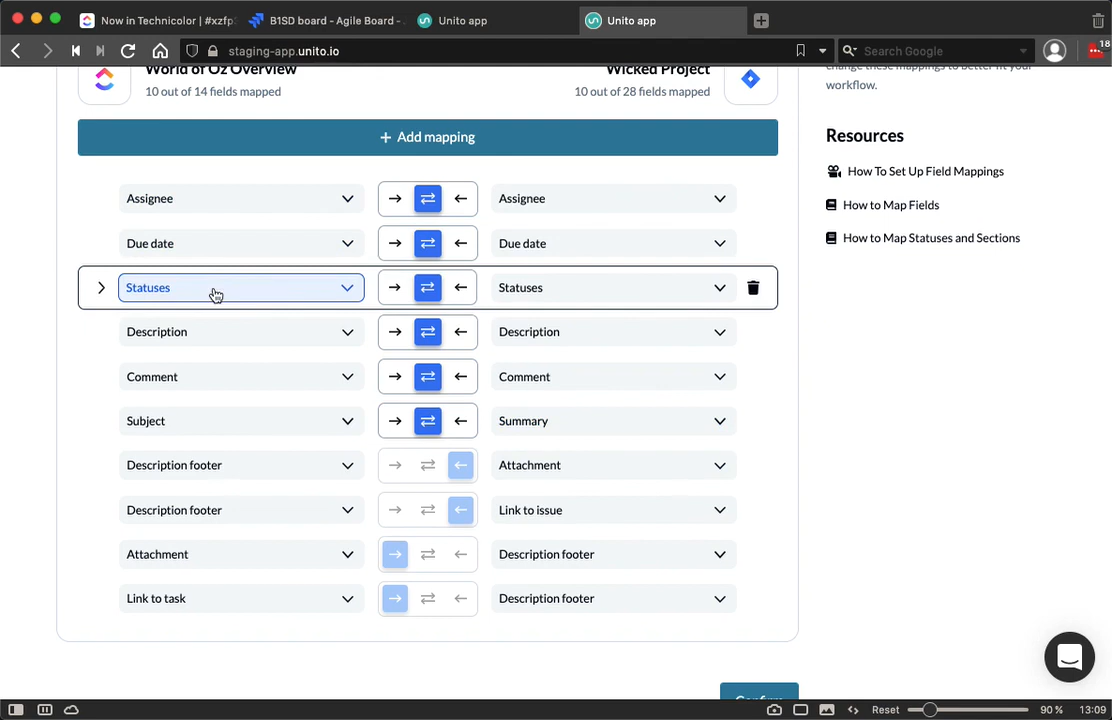 Now in Technicolor | #xzfp
B1SD board - Agile Board -
Unito app
Unito app
staging-app.unito.io
Search Google
18
World of Oz Overview
Wicked Project
10 out of 14 fields mapped
10 out of 28 fields mapped
change these mappings to better fit your
workflow.
+ Add mapping
Resources
How To Set Up Field Mappings
How to Map Fields
How to Map Statuses and Sections
Assignee
Assignee
Due date
Due date
Statuses
Statuses
Description
Description
Comment
Comment
Subject
Summary
Description footer
Attachment
Description footer
Link to issue
Attachment
Description footer
Link to task
Description footer
Confirm
Reset
90 %
13:09